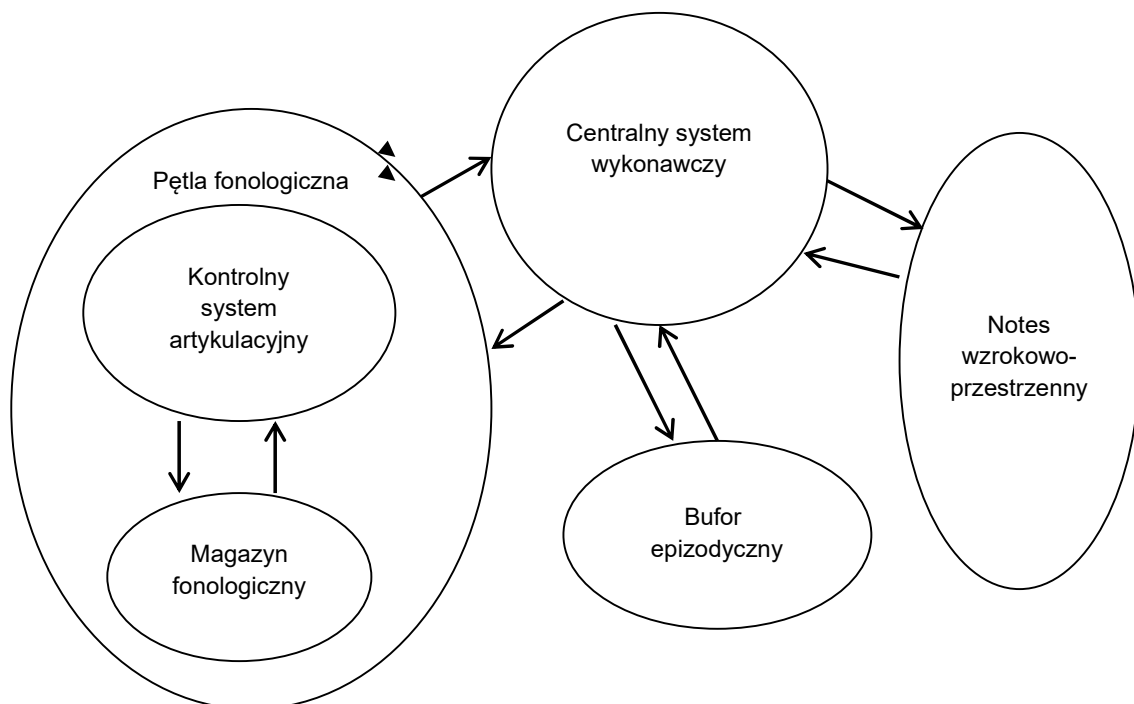 Centralny system
wykonawczy
Pętla fonologiczna
Kontrolny
system
artykulacyjny
Notes
wzrokowo-
przestrzenny
Magazyn
fonologiczny
Bufor
epizodyczny